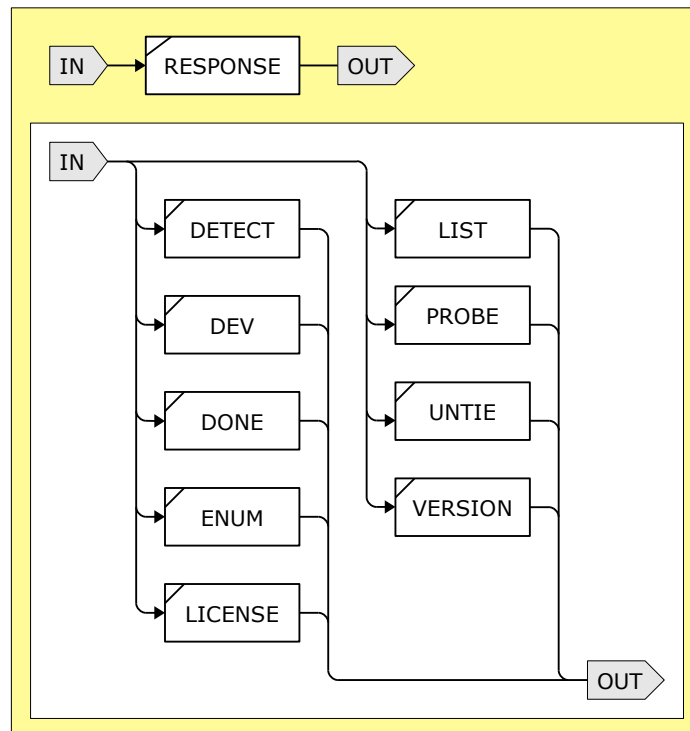 IN
RESPONSE
OUT
IN
DETECT
LIST
DEV
PROBE
DONE
UNTIE
ENUM
VERSION
LICENSE
OUT